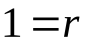 1 = r